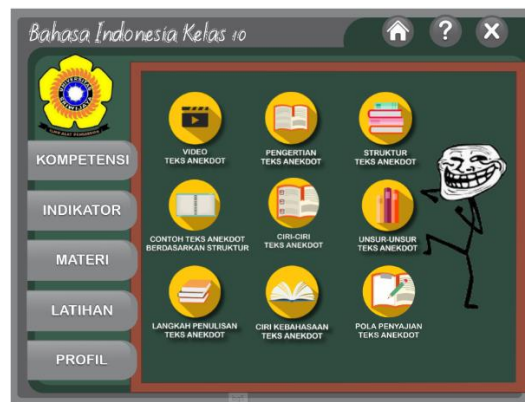 Bahasa Indonesia Kelas 10
?
X
UNIVERSITAS
SRIWIJAYA
KOMPETENSI
INDIKATOR
MATERI
LATIHAN
PROFIL
VIDEO
TEKS ANEKDOT
PENGERTIAN
TEKS ANEKDOT
STRUKTUR
TEKS ANEKDOT
CONTOH TEKS ANEKDOT
BERDASARKAN STRUKTUR
CIRI-CIRI
TEKS ANEKDOT
UNSUR-UNSUR
TEKS ANEKDOT
LANGKAH PENULISAN
TEKS ANEKDOT
CIRI KEBAHASAAN
TEKS ANEKDOT
POLA PENYAJIAN
TEKS ANEKDOT